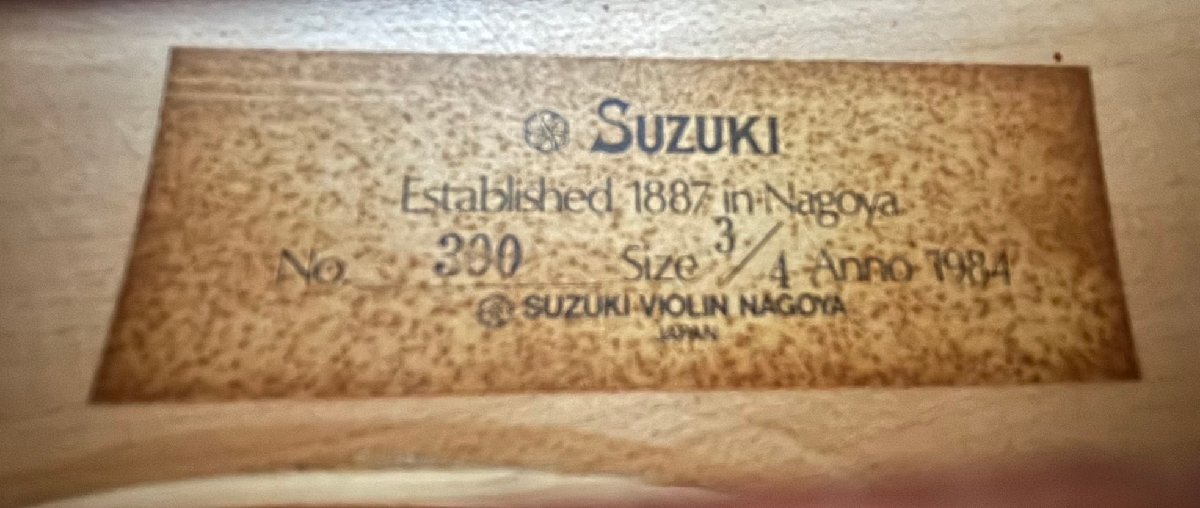 SUZUKI
Established 1887 in Nagoya
No. 300 Size 3/4 Anno 1984
SUZUKI VIOLIN NAGOYA
JAPAN